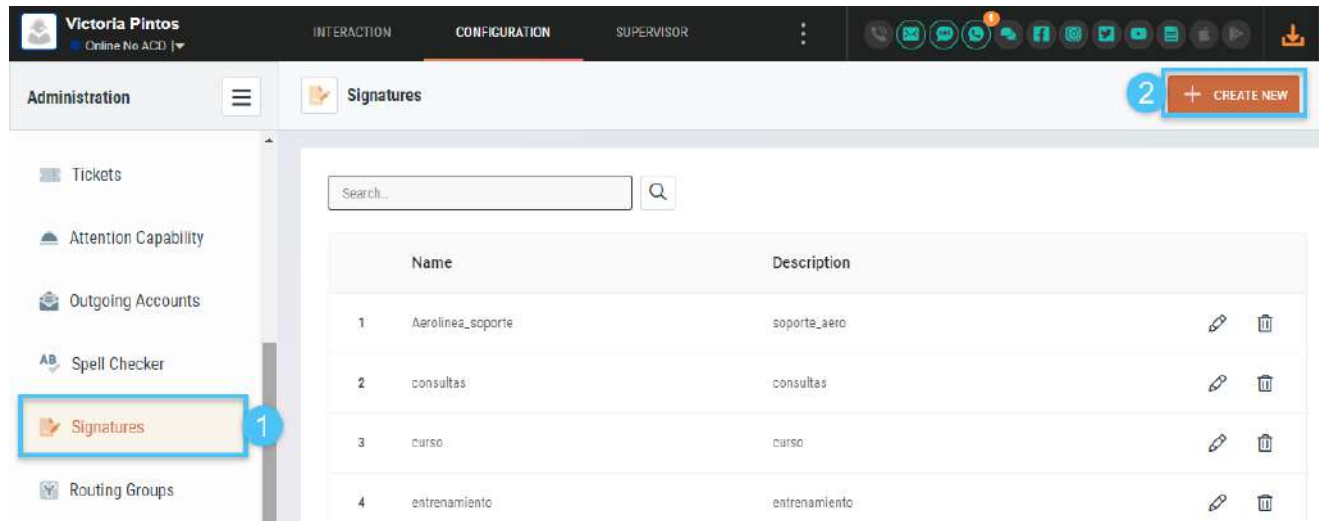 Victoria Pintos
Online No ACD
INTERACTION
CONFIGURATION
SUPERVISOR
1
Administration
Signatures
2
CREATE NEW
Tickets
Attention Capability
Outgoing Accounts
AB Spell Checker
Signatures
1
Routing Groups
Search...
Name Description
1 Aerolinea_soporte soporte_aero
2 consultas consultas
3 curso curso
4 entrenamiento entrenamiento